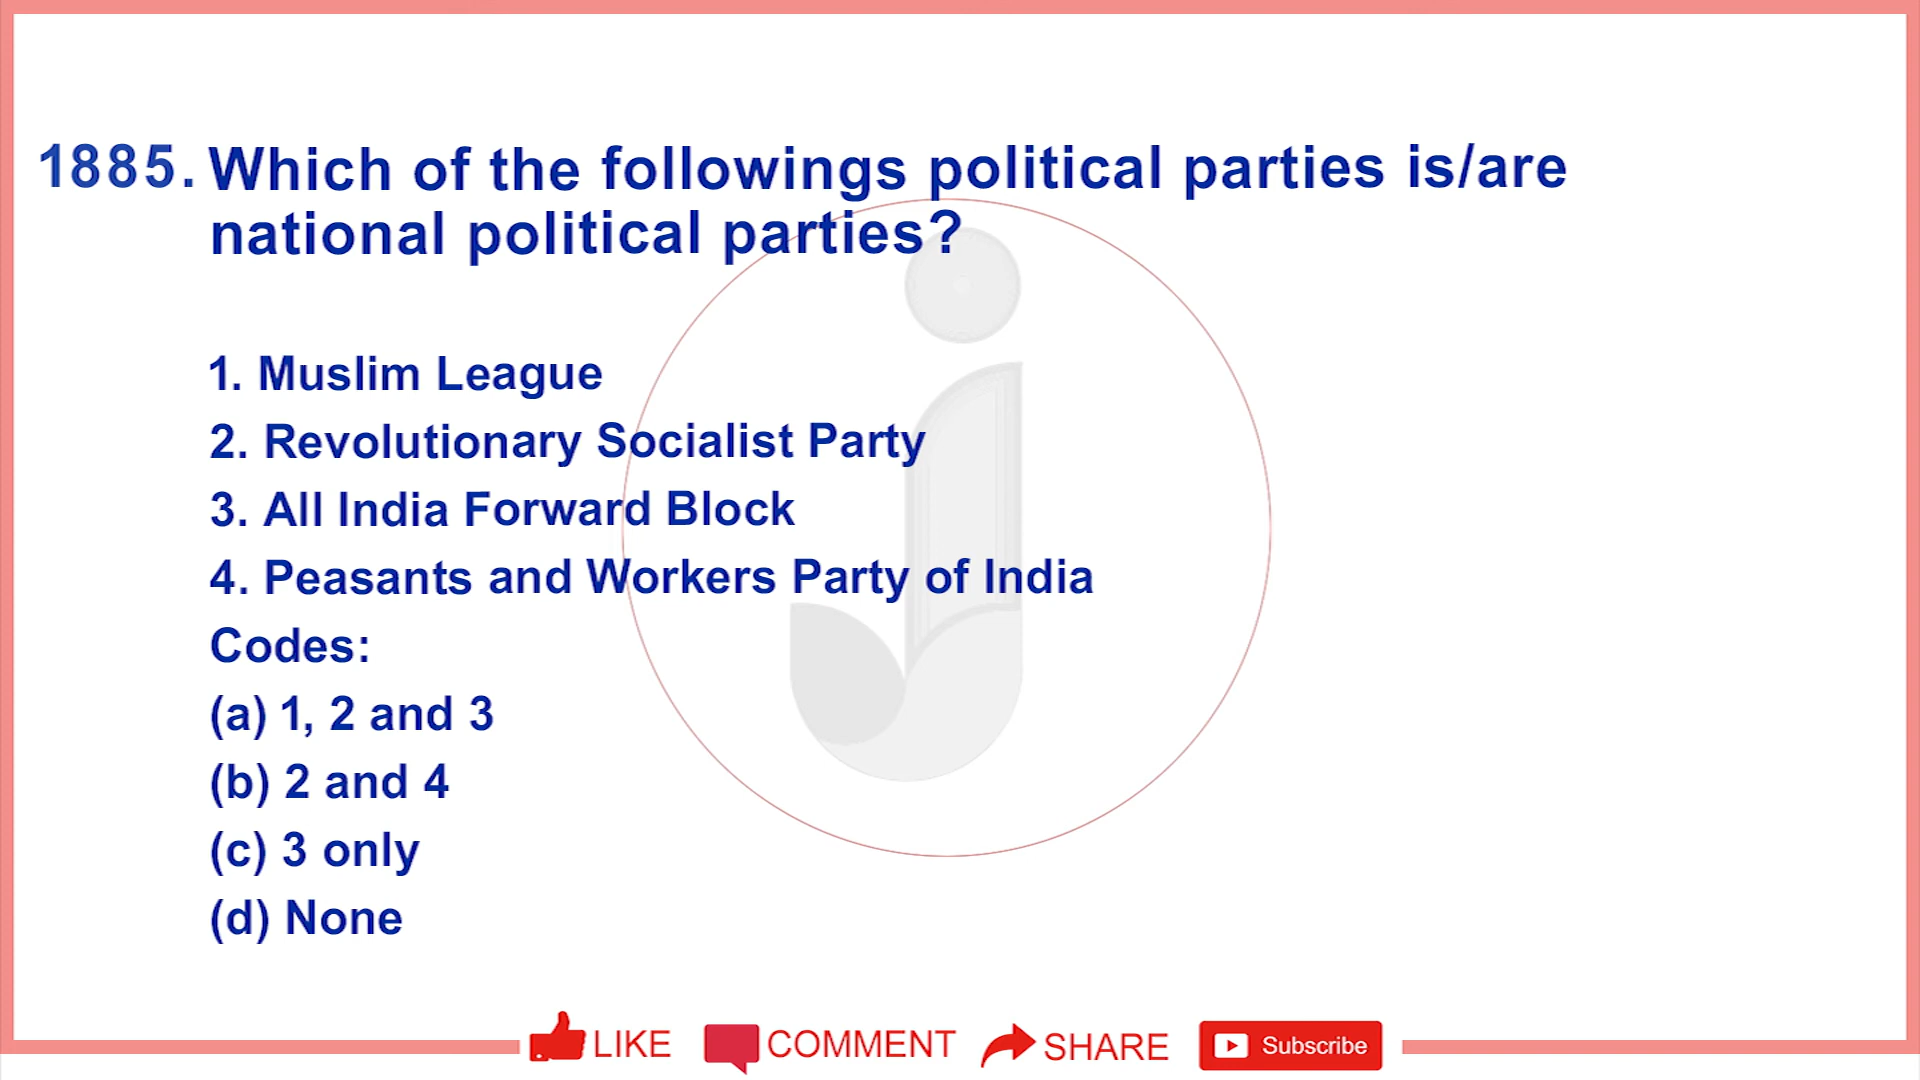 1885. Which of the followings political parties is/are
national political parties?
1. Muslim League
2. Revolutionary Socialist Party
3. All India Forward Block
4. Peasants and Workers Party of India
Codes:
(a) 1, 2 and 3
(b) 2 and 4
(c) 3 only
(d) None
LIKE COMMENT SHARE Subscribe